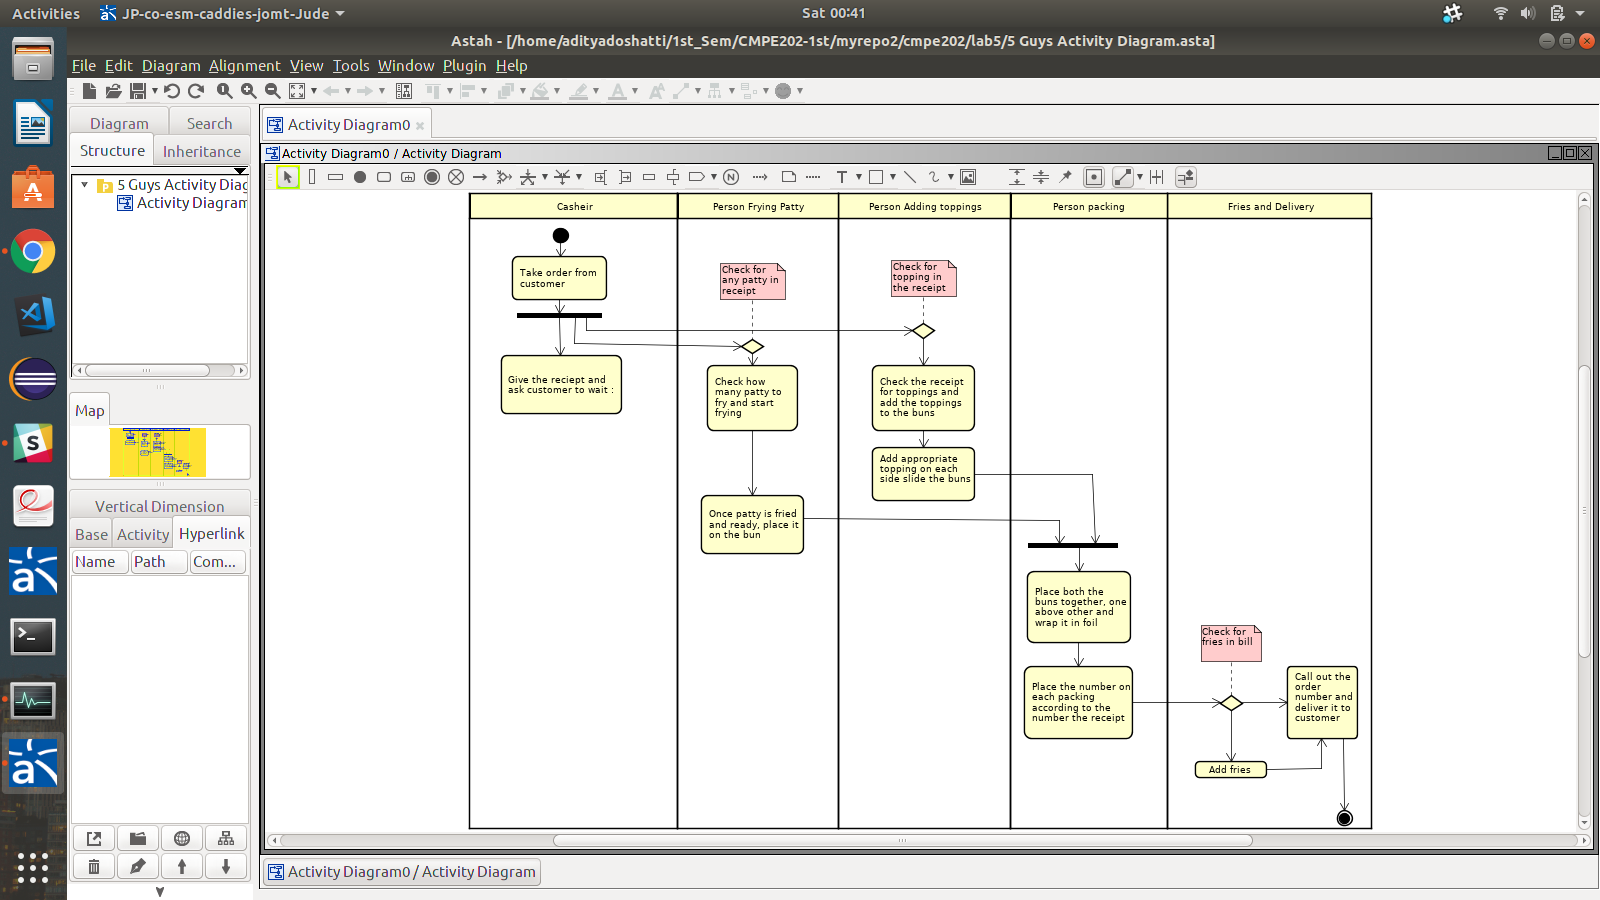 Activities
JP-co-esm-caddies-jomt-Jude
Sat 00:41
Astah - [/home/adityadoshatti/1st_Sem/CMPE202-1st/myrepo2/cmpe202/lab5/5 Guys Activity Diagram.asta]
File Edit Diagram Alignment View Tools Window Plugin Help
Diagram Search
Structure Inheritance
5 Guys Activity Diag
Activity Diagram
Map
Vertical Dimension
Base Activity Hyperlink
Name Path Com...
Activity Diagram0
Activity Diagram0 / Activity Diagram
T
N
Casheir
Person Frying Patty
Person Adding toppings
Person packing
Fries and Delivery
Take order from
customer
Give the reciept and
ask customer to wait :
Check for
any patty in
receipt
Check how
many patty to
fry and start
frying
Once patty is fried
and ready, place it
on the bun
Check for
topping in
the receipt
Check the receipt
for toppings and
add the toppings
to the buns
Add appropriate
topping on each
side slide the buns
Place both the
buns together, one
above other and
wrap it in foil
Place the number on
each packing
according to the
number the receipt
Check for
fries in bill
Call out the
order
number and
deliver it to
customer
Add fries
Activity Diagram0 / Activity Diagram